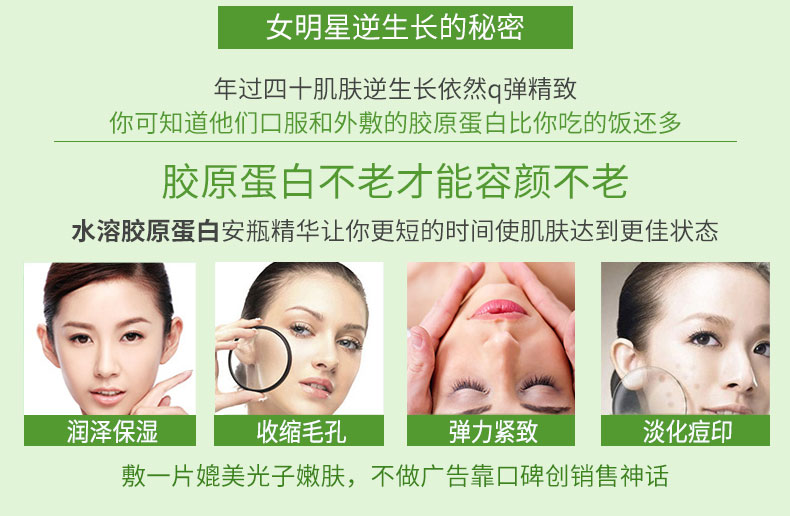 女明星逆生长的秘密
年过四十肌肤逆生长依然q弹精致
你可知道他们口服和外敷的胶原蛋白比你吃的饭还多
胶原蛋白不老才能容颜不老
水溶胶原蛋白安瓶精华让你更短的时间使肌肤达到更佳状态
润泽保湿
收缩毛孔
弹力紧致
淡化痘印
敷一片媲美光子嫩肤，不做广告靠口碑创销售神话